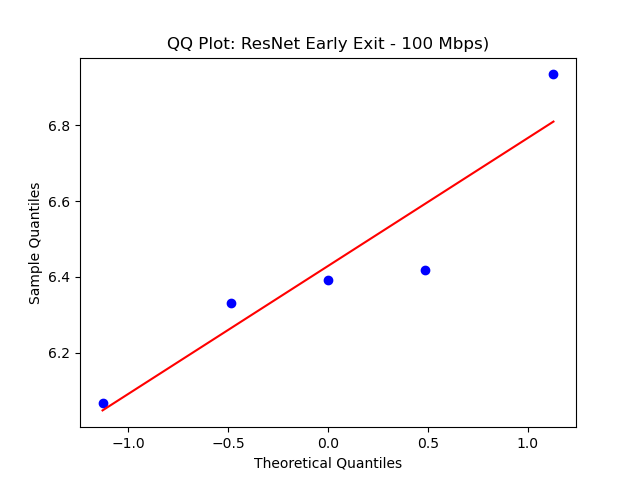 QQ Plot: ResNet Early Exit - 100 Mbps)
6.8
6.6
6.4
6.2
Sample Quantiles
−1.0 −0.5 0.0 0.5 1.0
Theoretical Quantiles